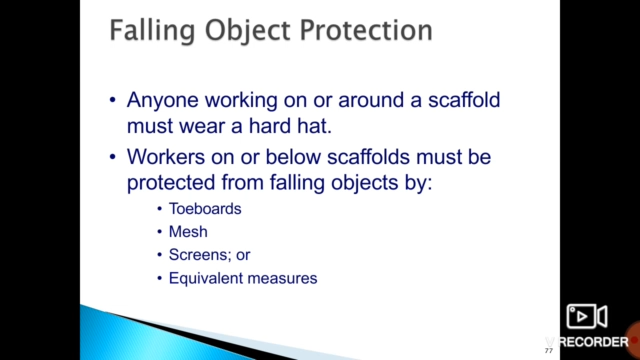 Falling Object Protection
• Anyone working on or around a scaffold
must wear a hard hat.
• Workers on or below scaffolds must be
protected from falling objects by:
• Toeboards
• Mesh
• Screens; or
• Equivalent measures
RECORDER
77